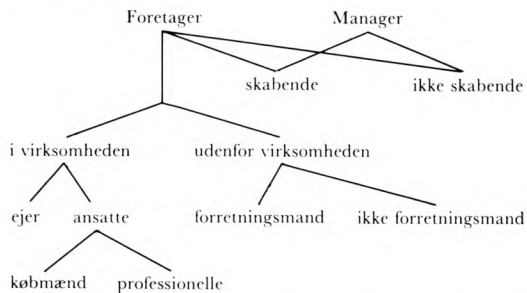 Foretager Manager
skabende ikke skabende
i virksomheden udenfor virksomheden
ejer ansatte forretningsmand ikke forretningsmand
købmænd professionelle